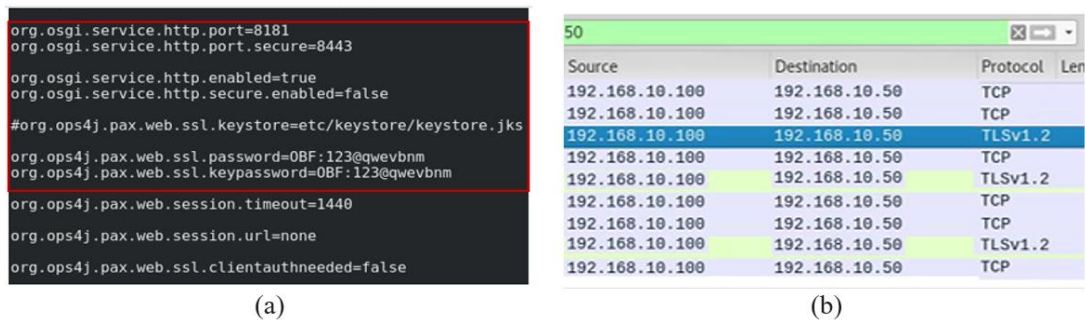 org.osgi.service.http.port=8181
org.osgi.service.http.port.secure=8443
org.osgi.service.http.enabled=true
org.osgi.service.http.secure.enabled=false
#org.ops4j.pax.web.ssl.keystore=etc/keystore/keystore.jks
org.ops4j.pax.web.ssl.password=OBF:123@qwevbnm
org.ops4j.pax.web.ssl.keypassword=OBF:123@qwevbnm
org.ops4j.pax.web.session.timeout=1440
org.ops4j.pax.web.session.url=none
org.ops4j.pax.web.ssl.clientauthneeded=false
(a)
50
Source Destination Protocol Len
192.168.10.100 192.168.10.50 TCP
192.168.10.100 192.168.10.50 TCP
192.168.10.100 192.168.10.50 TLSv1.2
192.168.10.100 192.168.10.50 TCP
192.168.10.100 192.168.10.50 TLSv1.2
192.168.10.100 192.168.10.50 TCP
192.168.10.100 192.168.10.50 TCP
192.168.10.100 192.168.10.50 TLSv1.2
192.168.10.100 192.168.10.50 TCP
(b)